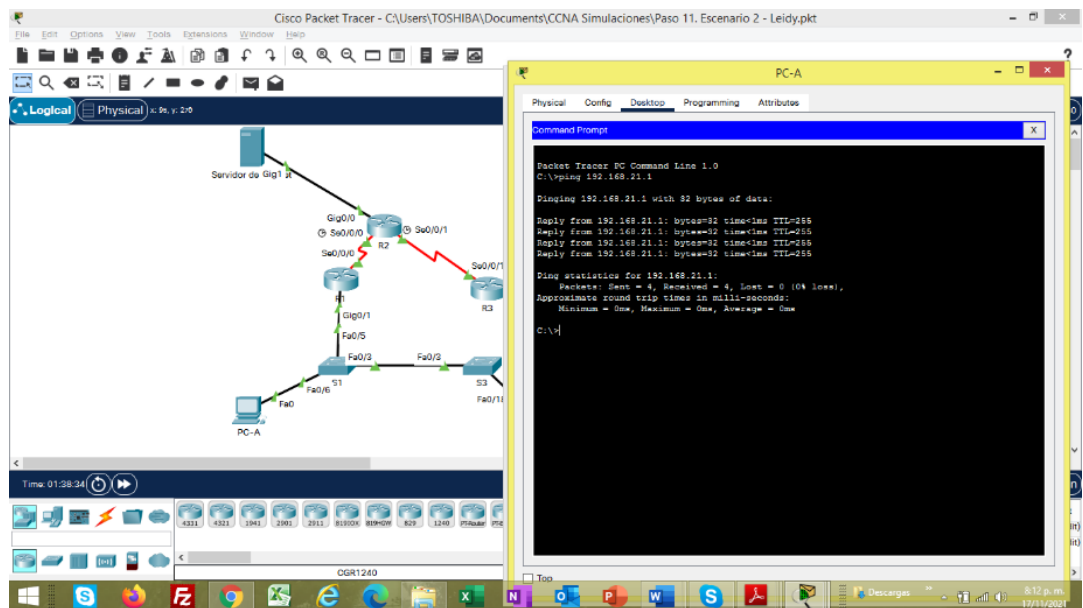 Cisco Packet Tracer - C:\Users\TOSHIBA\Documents\CCNA Simulaciones\Paso 11. Escenario 2 - Leidy.pkt
File Edit Options View Tools Extensions Window Help
?
Logical Physical x: 9s, y: 270
Servidor de Gig1
Gig0/0
Se0/0/0
Se0/0/1
R2
Se0/0/0
Se0/0/1
R1
R3
Gig0/1
Fa0/5
Fa0/3 Fa0/3
S1
S3
Fa0/6
Fa0/18
Fa0
PC-A
Time: 01:38:34
4331 4321 1941 2901 2911 819IOX 819HGW 829 1240
CGR1240
PC-A
Physical Config Desktop Programming Attributes
Command Prompt
X
Packet Tracer PC Command Line 1.0
C:\>ping 192.168.21.1
Pinging 192.168.21.1 with 32 bytes of data:
Reply from 192.168.21.1: bytes=32 time<1ms TTL=255
Reply from 192.168.21.1: bytes=32 time<1ms TTL=255
Reply from 192.168.21.1: bytes=32 time<1ms TTL=255
Reply from 192.168.21.1: bytes=32 time<1ms TTL=255
Ping statistics for 192.168.21.1:
Packets: Sent = 4, Received = 4, Lost = 0 (0% loss),
Approximate round trip times in milli-seconds:
Minimum = 0ms, Maximum = 0ms, Average = 0ms
C:\>
Top
Descargas
8:12 p. m.
17/11/2021